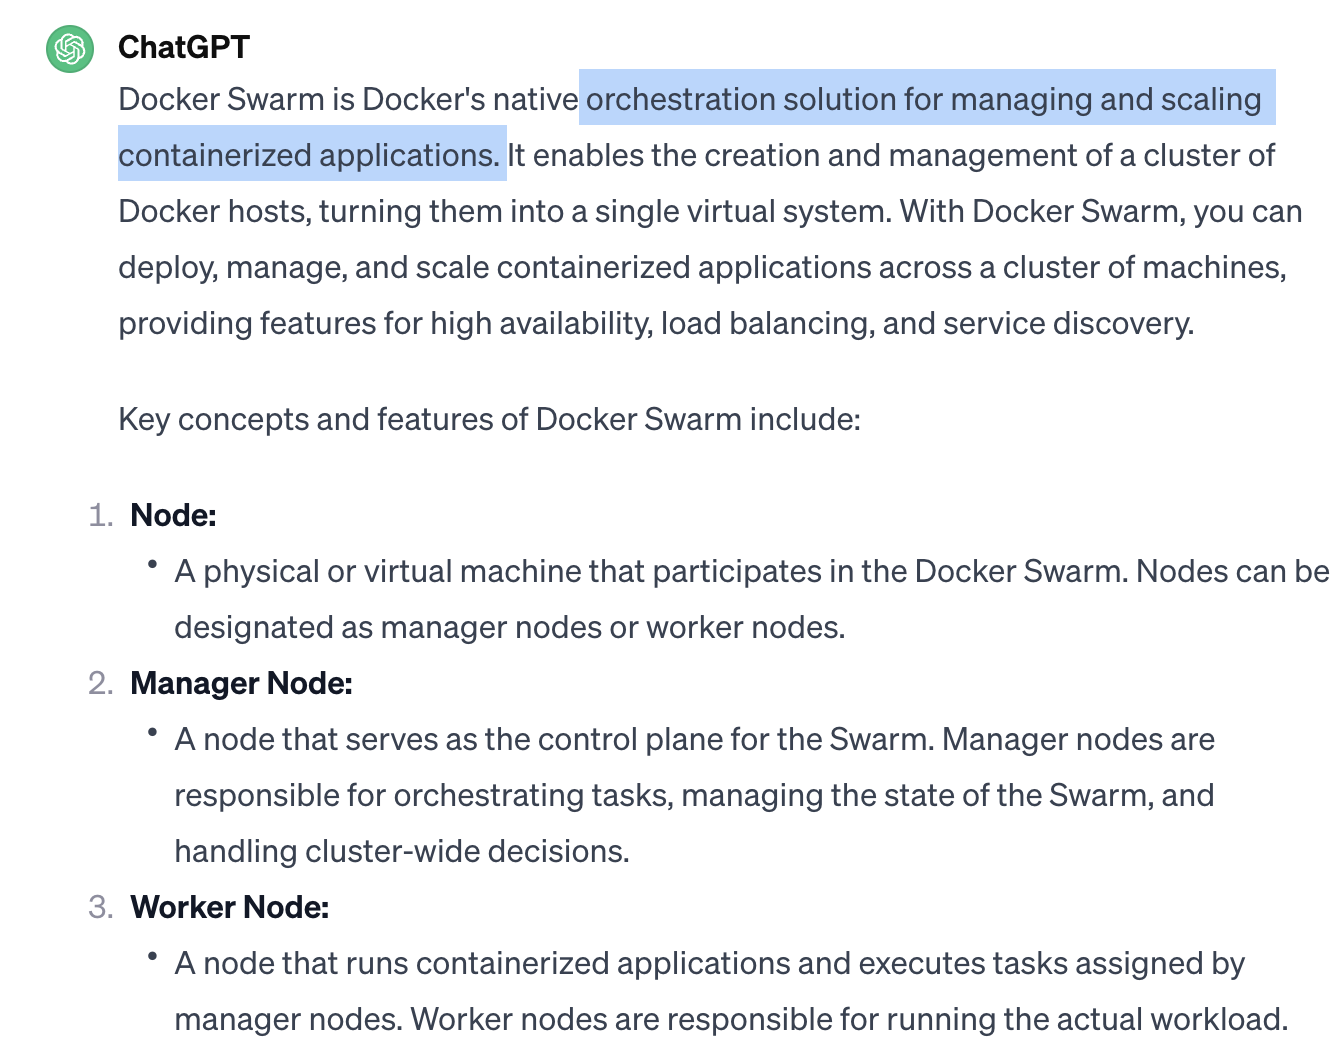 ChatGPT
Docker Swarm is Docker's native orchestration solution for managing and scaling
containerized applications. It enables the creation and management of a cluster of
Docker hosts, turning them into a single virtual system. With Docker Swarm, you can
deploy, manage, and scale containerized applications across a cluster of machines,
providing features for high availability, load balancing, and service discovery.
Key concepts and features of Docker Swarm include:
1. Node:
• A physical or virtual machine that participates in the Docker Swarm. Nodes can be
designated as manager nodes or worker nodes.
2. Manager Node:
• A node that serves as the control plane for the Swarm. Manager nodes are
responsible for orchestrating tasks, managing the state of the Swarm, and
handling cluster-wide decisions.
3. Worker Node:
• A node that runs containerized applications and executes tasks assigned by
manager nodes. Worker nodes are responsible for running the actual workload.